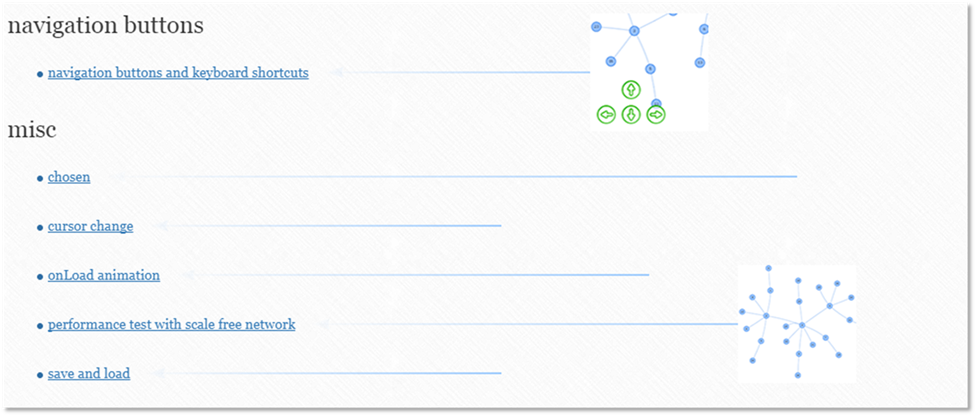 navigation buttons
navigation buttons and keyboard shortcuts
misc
chosen
cursor change
onLoad animation
performance test with scale free network
save and load